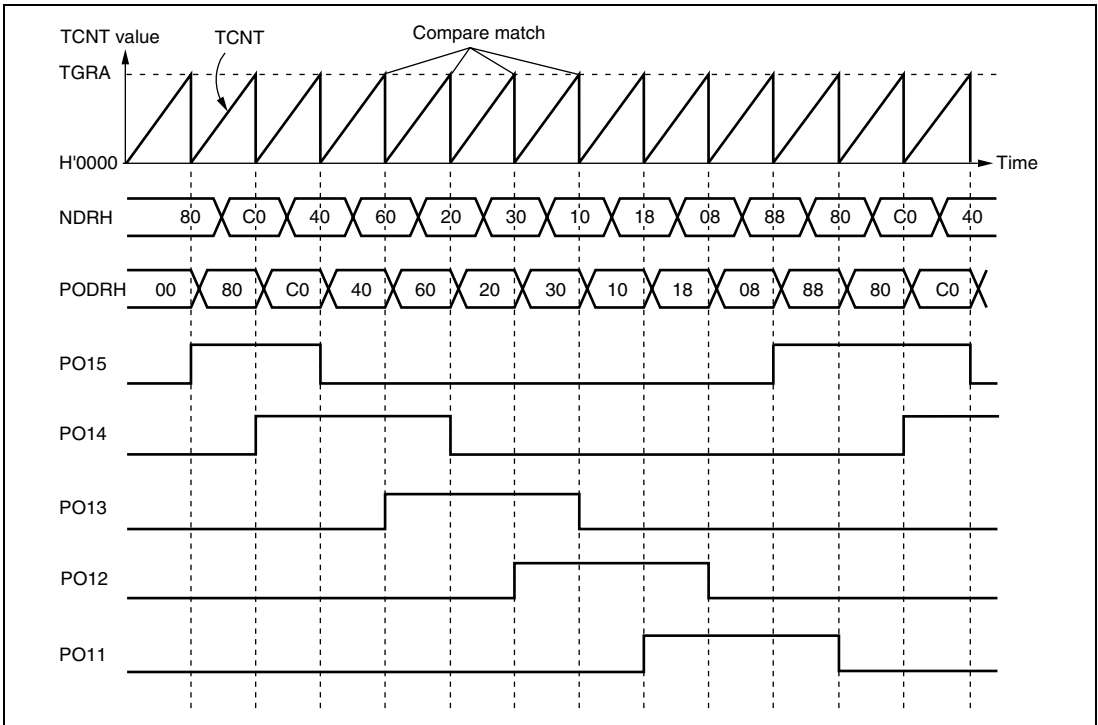 TCNT value
TCNT
Compare match
TGRA
H'0000
Time
NDRH 80 C0 40 60 20 30 10 18 08 88 80 C0 40
PODRH 00 80 C0 40 60 20 30 10 18 08 88 80 C0
PO15
PO14
PO13
PO12
PO11